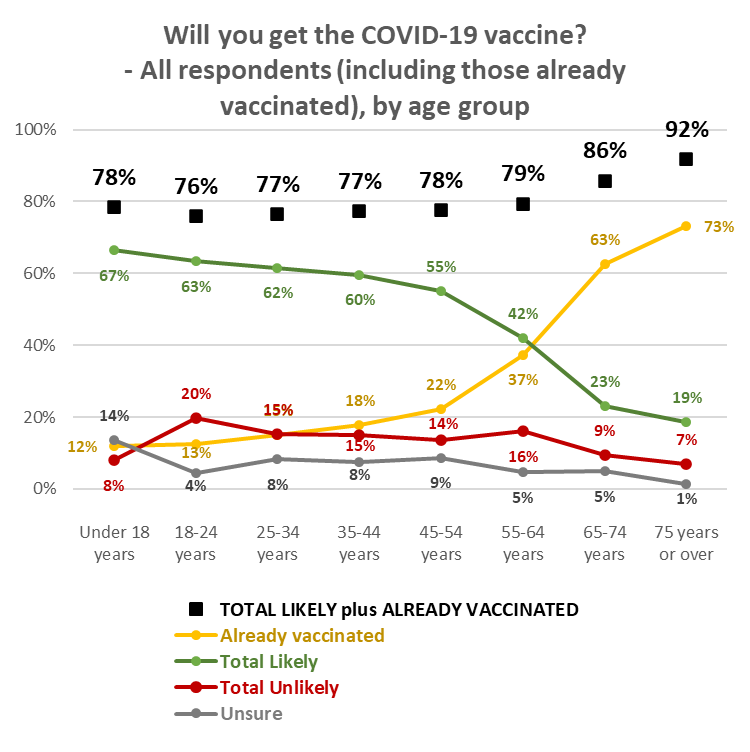 Will you get the COVID-19 vaccine?
- All respondents (including those already
vaccinated), by age group
100%
80%
60%
40%
20%
0%
78%
76%
77%
77%
78%
79%
86%
92%
67%
63%
62%
60%
55%
42%
23%
19%
12%
13%
15%
18%
22%
37%
63%
73%
8%
20%
15%
15%
14%
16%
9%
7%
14%
4%
8%
8%
9%
5%
5%
1%
Under 18
years
18-24
years
25-34
years
35-44
years
45-54
years
55-64
years
65-74
years
75 years
or over
TOTAL LIKELY plus ALREADY VACCINATED
Already vaccinated
Total Likely
Total Unlikely
Unsure